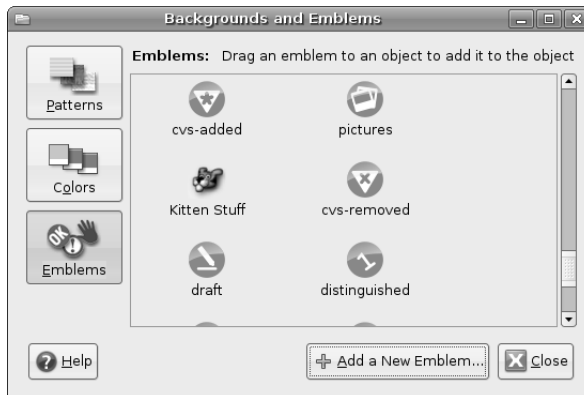 Backgrounds and Emblems
Emblems: Drag an emblem to an object to add it to the object
Patterns
Colors
Emblems
cvs-added
pictures
Kitten Stuff
cvs-removed
draft
distinguished
Help
Add a New Emblem...
Close